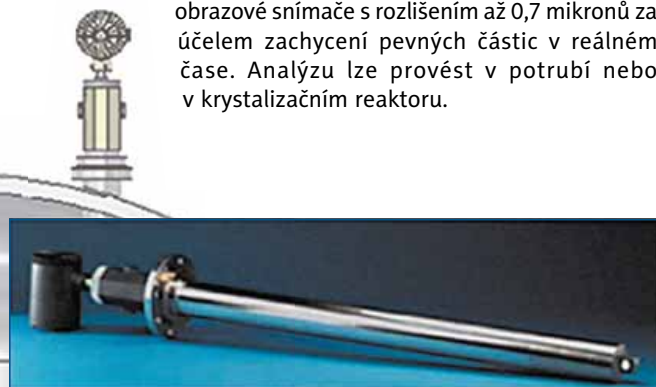 obrazové snímače s rozlišením až 0,7 mikronů za
účelem zachycení pevných částic v reálném
čase. Analýzu lze provést v potrubí nebo
v krystalizačním reaktoru.